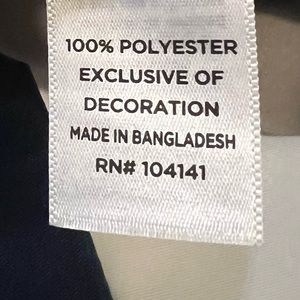 100% POLYESTER
EXCLUSIVE OF
DECORATION
MADE IN BANGLADESH
RN# 104141